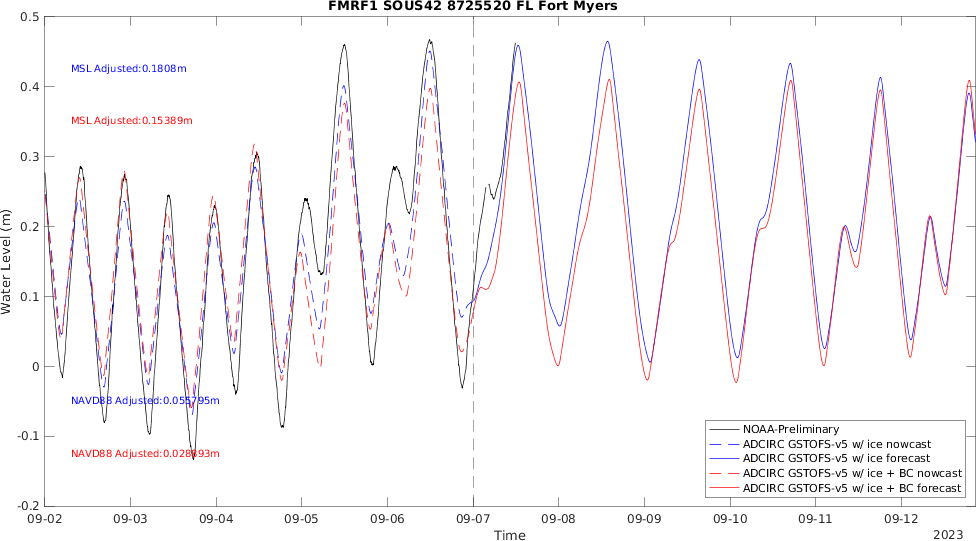 FMRF1 SOUS42 8725520 FL Fort Myers
0.5
0.4
0.3
0.2
0.1
0
-0.1
-0.2
Water Level (m)
MSL Adjusted:0.1808m
MSL Adjusted:0.15389m
NAVD88 Adjusted:0.055795m
NAVD88 Adjusted:0.028893m
NOAA-Preliminary
ADCIRC GSTOFS-v5 w/ ice nowcast
ADCIRC GSTOFS-v5 w/ ice forecast
ADCIRC GSTOFS-v5 w/ ice + BC nowcast
ADCIRC GSTOFS-v5 w/ ice + BC forecast
09-02 09-03 09-04 09-05 09-06 09-07 09-08 09-09 09-10 09-11 09-12
Time
2023